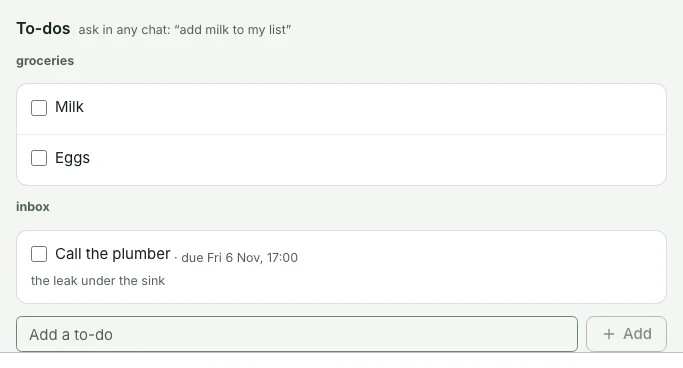 To-dos ask in any chat: “add milk to my list”
groceries
Milk
Eggs
inbox
Call the plumber · due Fri 6 Nov, 17:00
the leak under the sink
Add a to-do
+ Add